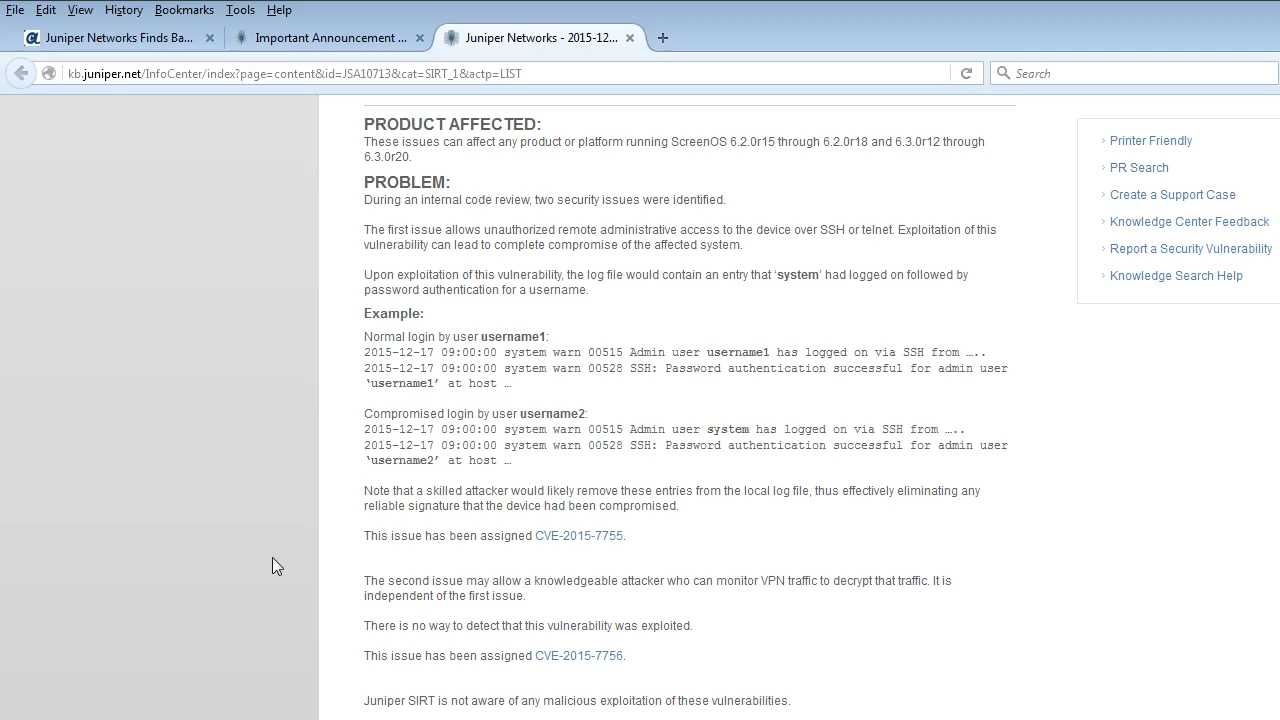 File Edit View History Bookmarks Tools Help
CL Juniper Networks Finds Ba... × Important Announcement ... × Juniper Networks - 2015-12... × +
kb.juniper.net/InfoCenter/index?page=content&id=JSA10713&cat=SIRT_1&actp=LIST Search
PRODUCT AFFECTED:
These issues can affect any product or platform running ScreenOS 6.2.0r15 through 6.2.0r18 and 6.3.0r12 through
6.3.0r20.
PROBLEM:
During an internal code review, two security issues were identified.
The first issue allows unauthorized remote administrative access to the device over SSH or telnet. Exploitation of this
vulnerability can lead to complete compromise of the affected system.
Upon exploitation of this vulnerability, the log file would contain an entry that ‘system’ had logged on followed by
password authentication for a username.
Example:
Normal login by user username1:
2015-12-17 09:00:00 system warn 00515 Admin user username1 has logged on via SSH from …..
2015-12-17 09:00:00 system warn 00528 SSH: Password authentication successful for admin user
‘username1’ at host …
Compromised login by user username2:
2015-12-17 09:00:00 system warn 00515 Admin user system has logged on via SSH from …..
2015-12-17 09:00:00 system warn 00528 SSH: Password authentication successful for admin user
‘username2’ at host …
Note that a skilled attacker would likely remove these entries from the local log file, thus effectively eliminating any
reliable signature that the device had been compromised.
This issue has been assigned CVE-2015-7755.
The second issue may allow a knowledgeable attacker who can monitor VPN traffic to decrypt that traffic. It is
independent of the first issue.
There is no way to detect that this vulnerability was exploited.
This issue has been assigned CVE-2015-7756.
Juniper SIRT is not aware of any malicious exploitation of these vulnerabilities.
Printer Friendly
PR Search
Create a Support Case
Knowledge Center Feedback
Report a Security Vulnerability
Knowledge Search Help